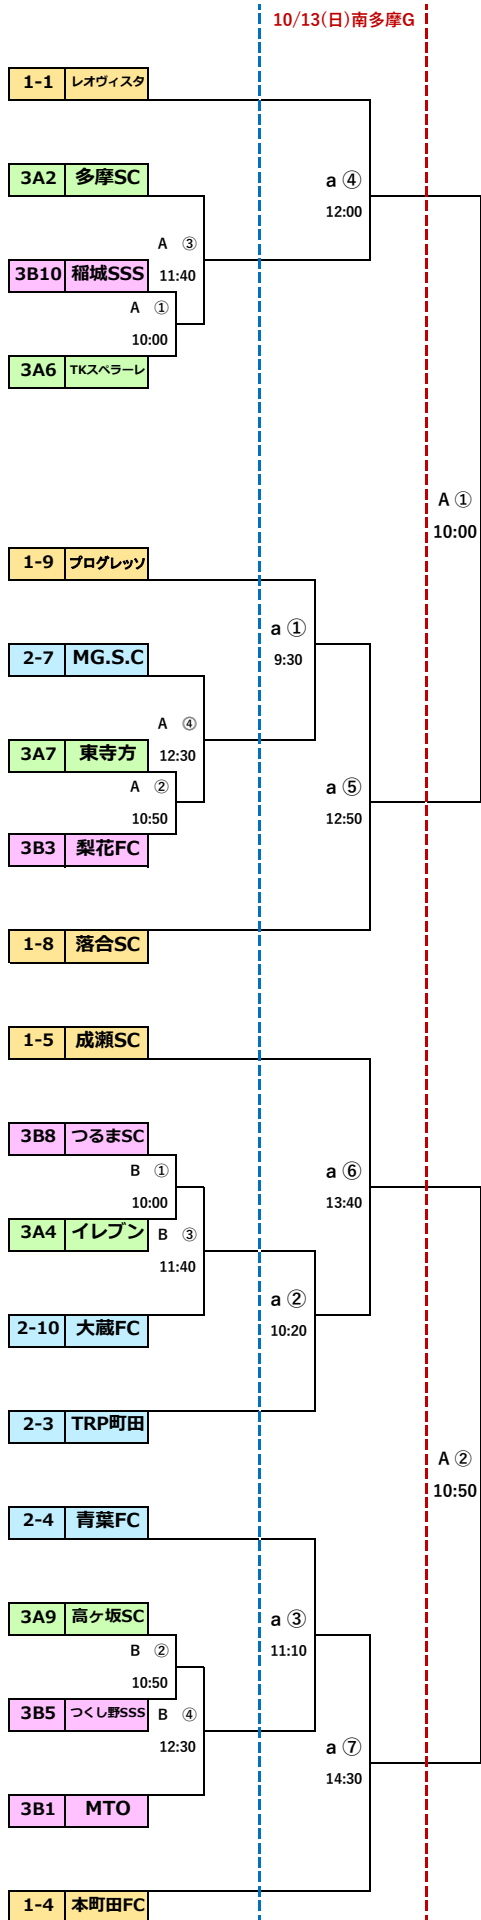 10/13(日)南多摩G
1-1 レオヴィスタ
3A2 多摩SC
a ④
12:00
A ③
3B10 稲城SSS 11:40
A ①
10:00
3A6 TKスペラーレ
A ①
10:00
1-9 プログレッソ
a ①
2-7 MG.S.C 9:30
A ④
3A7 東寺方 12:30
A ② a ⑤
10:50 12:50
3B3 梨花FC
1-8 落合SC
1-5 成瀬SC
3B8 つるまSC
B ① a ⑥
10:00 13:40
3A4 イレブン B ③
11:40
a ②
2-10 大蔵FC 10:20
2-3 TRP町田
A ②
10:50
2-4 青葉FC
3A9 高ヶ坂SC a ③
B ② 11:10
10:50
3B5 つくし野SSS B ④
12:30 a ⑦
14:30
3B1 MTO
1-4 本町田FC